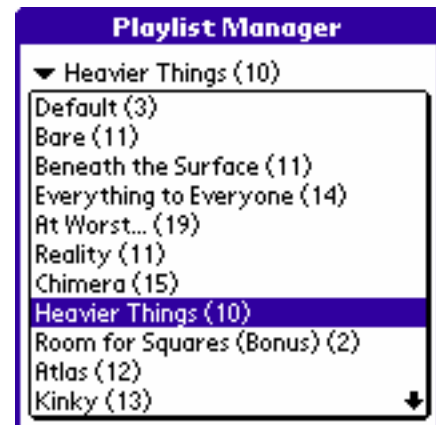 Playlist Manager
Heavier Things (10)
Default (3)
Bare (11)
Beneath the Surface (11)
Everything to Everyone (14)
At Worst... (19)
Reality (11)
Chimera (15)
Heavier Things (10)
Room for Squares (Bonus) (2)
Atlas (12)
Kinky (13)